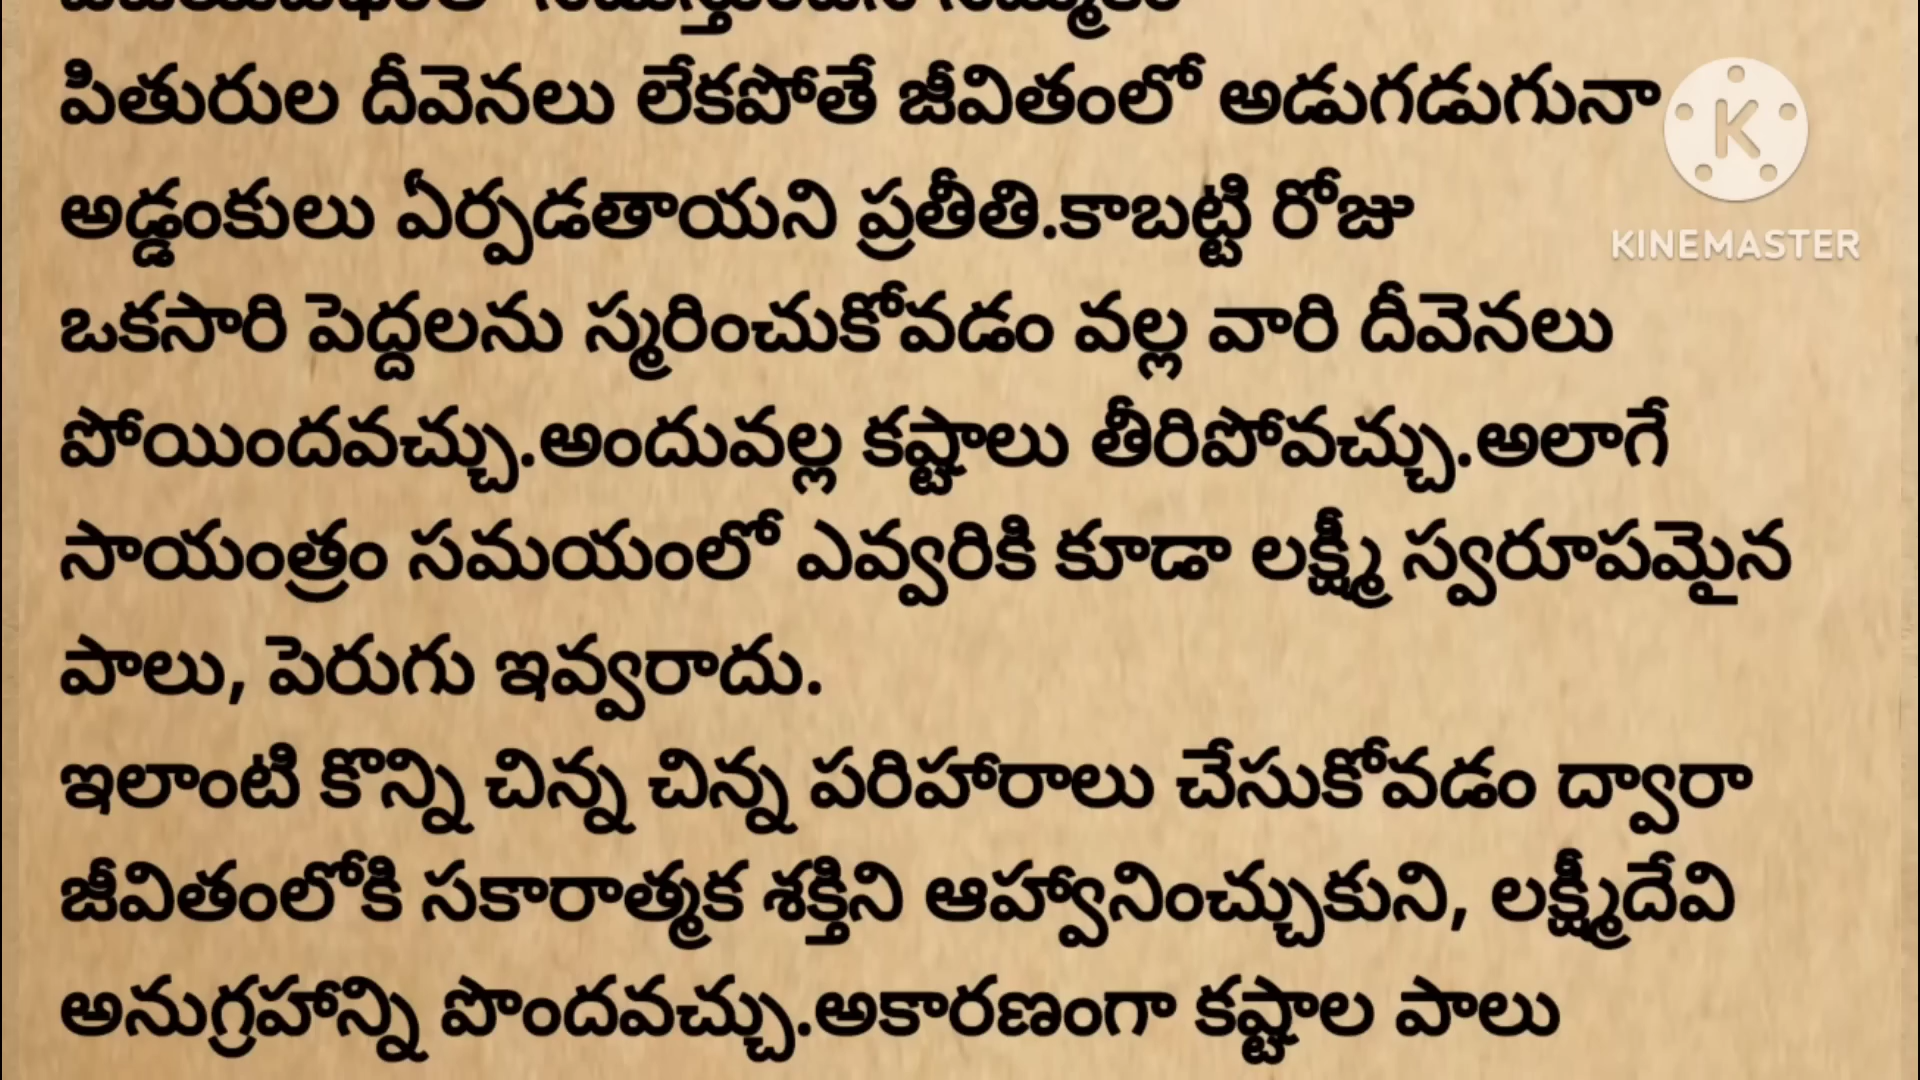 పితురుల దీవెనలు లేకపోతే జీవితంలో అడుగడుగునా
అడ్డంకులు ఏర్పడతాయని ప్రతీతి.కాబట్టి రోజు
ఒకసారి పెద్దలను స్మరించుకోవడం వల్ల వారి దీవెనలు
పోయిందవచ్చు.అందువల్ల కష్టాలు తీరిపోవచ్చు.అలాగే
సాయంత్రం సమయంలో ఎవ్వరికి కూడా లక్ష్మీ స్వరూపమైన
పాలు, పెరుగు ఇవ్వరాదు.
ఇలాంటి కొన్ని చిన్న చిన్న పరిహారాలు చేసుకోవడం ద్వారా
జీవితంలోకి సకారాత్మక శక్తిని ఆహ్వానించ్చుకుని, లక్ష్మీదేవి
అనుగ్రహాన్ని పొందవచ్చు.అకారణంగా కష్టాల పాలు
K
KINEMASTER